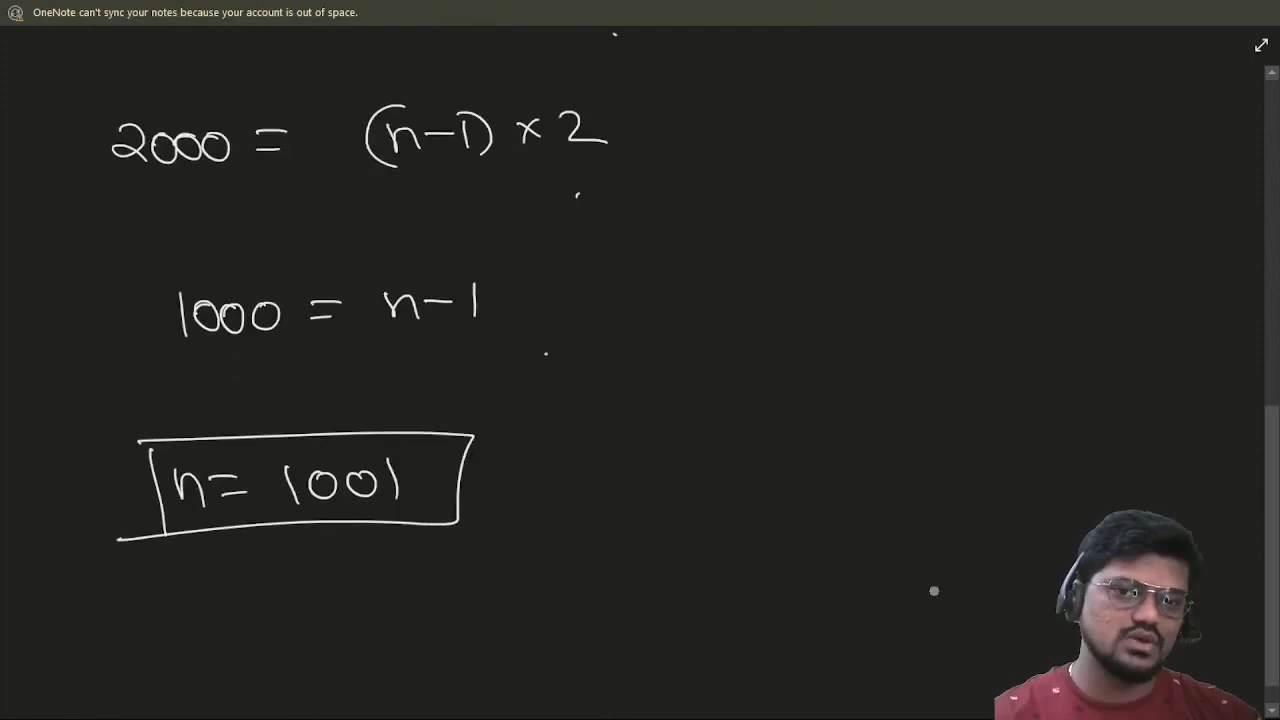 OneNote can't sync your notes because your account is out of space.
2000 = (n-1) × 2
1000 = n-1
n= 1001